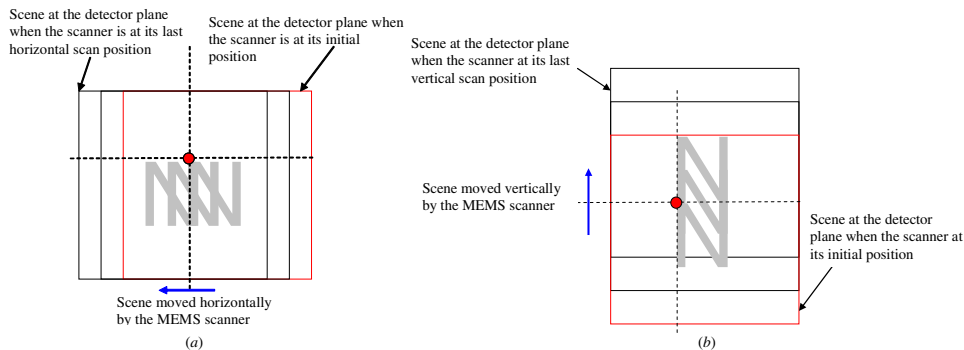 Scene at the detector plane
when the scanner is at its last
horizontal scan position
Scene at the detector plane when
the scanner is at its initial
position
NNN
Scene moved horizontally
by the MEMS scanner
(a)
Scene at the detector plane
when the scanner at its last
vertical scan position
Scene moved vertically
by the MEMS scanner
N
N
N
Scene at the detector
plane when the scanner at
its initial position
(b)